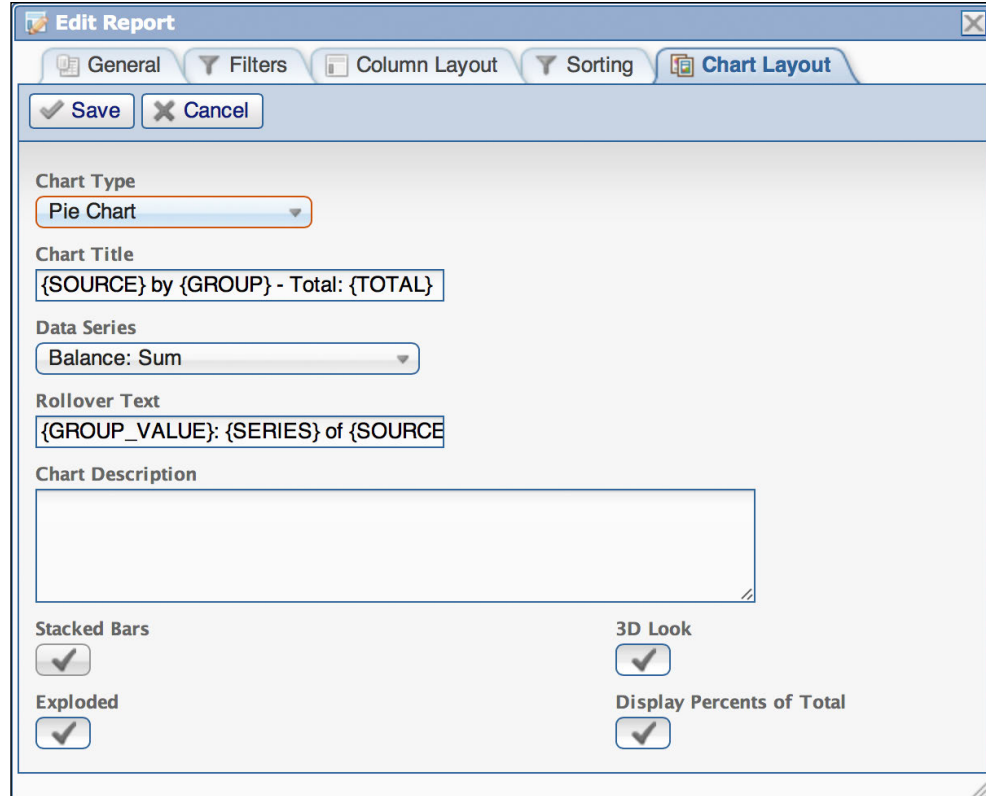 Edit Report
General Filters Column Layout Sorting Chart Layout
Save Cancel
Chart Type
Pie Chart
Chart Title
{SOURCE} by {GROUP} - Total: {TOTAL}
Data Series
Balance: Sum
Rollover Text
{GROUP_VALUE}: {SERIES} of {SOURCE
Chart Description
Stacked Bars 3D Look
Exploded Display Percents of Total